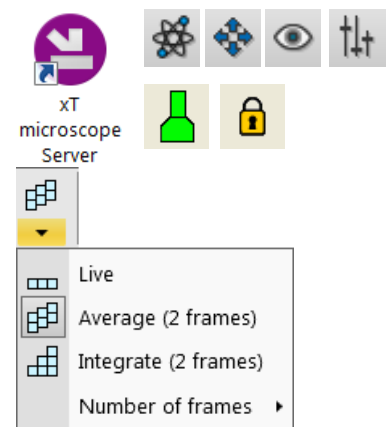 xT
microscope
Server
Live
Average (2 frames)
Integrate (2 frames)
Number of frames